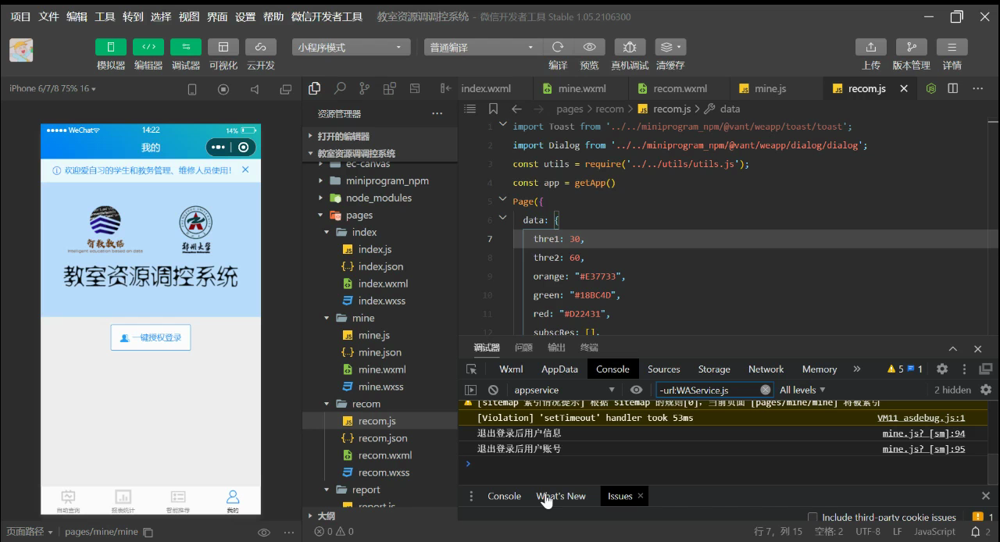 项目 文件 编辑 工具 转到 选择 视图 界面 设置 帮助 微信开发者工具 教室资源调调控系统 - 微信开发者工具 Stable 1.05.2106300
小程序模式 普通编译
模拟器 编辑器 调试器 可视化 云开发 编译 预览 真机调试 清缓存 上传 版本管理 详情
iPhone 6/7/8 75% 16
index.wxml mine.wxml recom.wxml mine.js recom.js
资源管理器
打开的编辑器
教室资源调调控系统
ec-canvas
miniprogram_npm
node_modules
pages
index
index.js
index.json
index.wxml
index.wxss
mine
mine.js
mine.json
mine.wxml
mine.wxss
recom
recom.js
recom.json
recom.wxml
recom.wxss
report
report.js
大纲
WeChat 14:22 14%
我的
欢迎爱自习的学生和教务管理、维修人员使用!
智教教场
Intelligent education based on data
郑州大学
教室资源调控系统
一键授权登录
自动查询 报表统计 智能推荐 我的
pages > recom > recom.js > data
1 import Toast from '../../miniprogram_npm/@vant/weapp/toast/toast';
2 import Dialog from '../../miniprogram_npm/@vant/weapp/dialog/dialog';
3 const utils = require('../../utils/utils.js');
4 const app = getApp()
5 Page({
6 data: {
7 thre1: 30,
8 thre2: 60,
9 orange: "#E37733",
10 green: "#18BC4D",
11 red: "#D22431",
12 subscRes: [],
调试器 问题 输出 终端
Wxml AppData Console Sources Storage Network Memory » 5 1
appservice -url:WAService.js All levels 2 hidden
[sitemap 索引情况提示] 根据 sitemap 的规则[0], 当前页面 [pages/mine/mine] 将被索引
[Violation] 'setTimeout' handler took 53ms VM11 asdebug.js:1
退出登录后用户信息 mine.js? [sm]:94
退出登录后用户账号 mine.js? [sm]:95
Console What's New Issues
Include third-party cookie issues 1
页面路径 pages/mine/mine 0 0 行 7，列 15 空格: 2 UTF-8 LF JavaScript 2